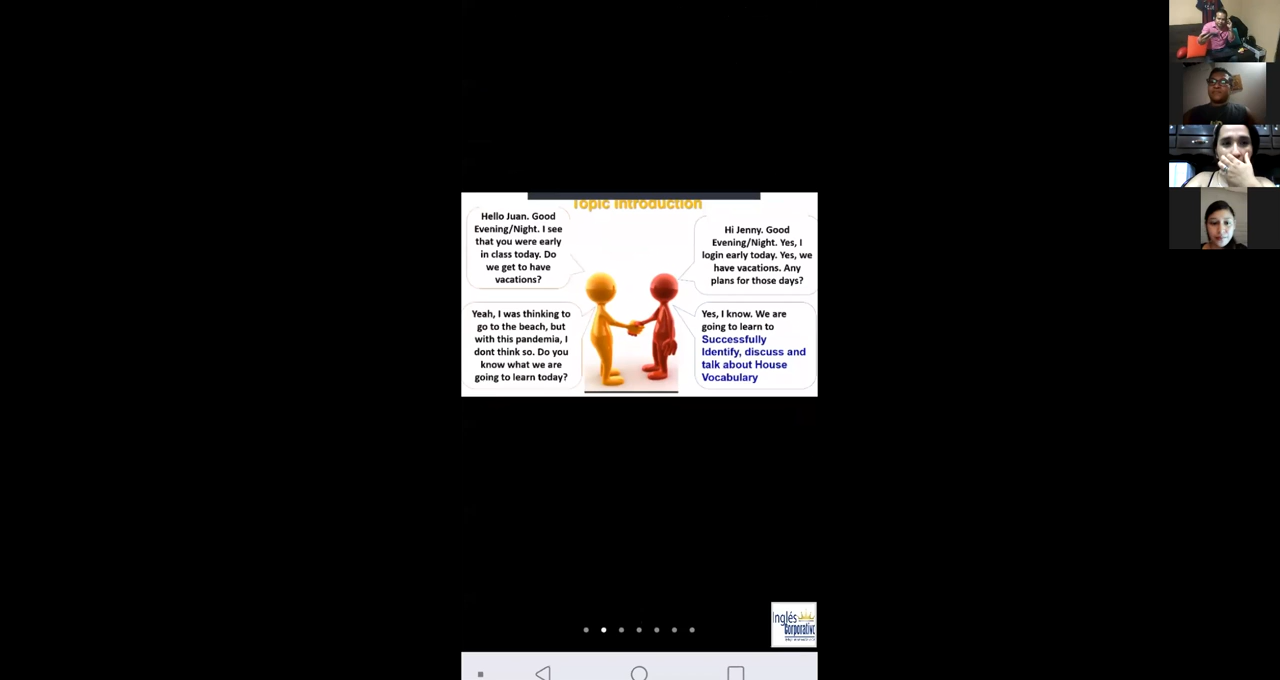 Topic Introduction
Hello Juan. Good
Evening/Night. I see
that you were early
in class today. Do
we get to have
vacations?
Hi Jenny. Good
Evening/Night. Yes, I
login early today. Yes, we
have vacations. Any
plans for those days?
Yeah, I was thinking to
go to the beach, but
with this pandemia, I
dont think so. Do you
know what we are
going to learn today?
Yes, I know. We are
going to learn to
Successfully
Identify, discuss and
talk about House
Vocabulary
Inglés
Corporativo